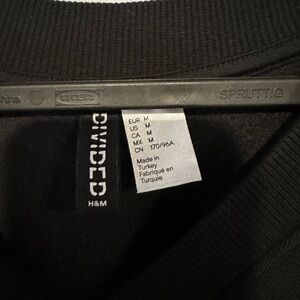 SPRUTTIG
DIVIDED
H&M
EUR M
US M
CA M
MX M
CN 170/96A
Made in
Turkey
Fabriqué en
Turquie